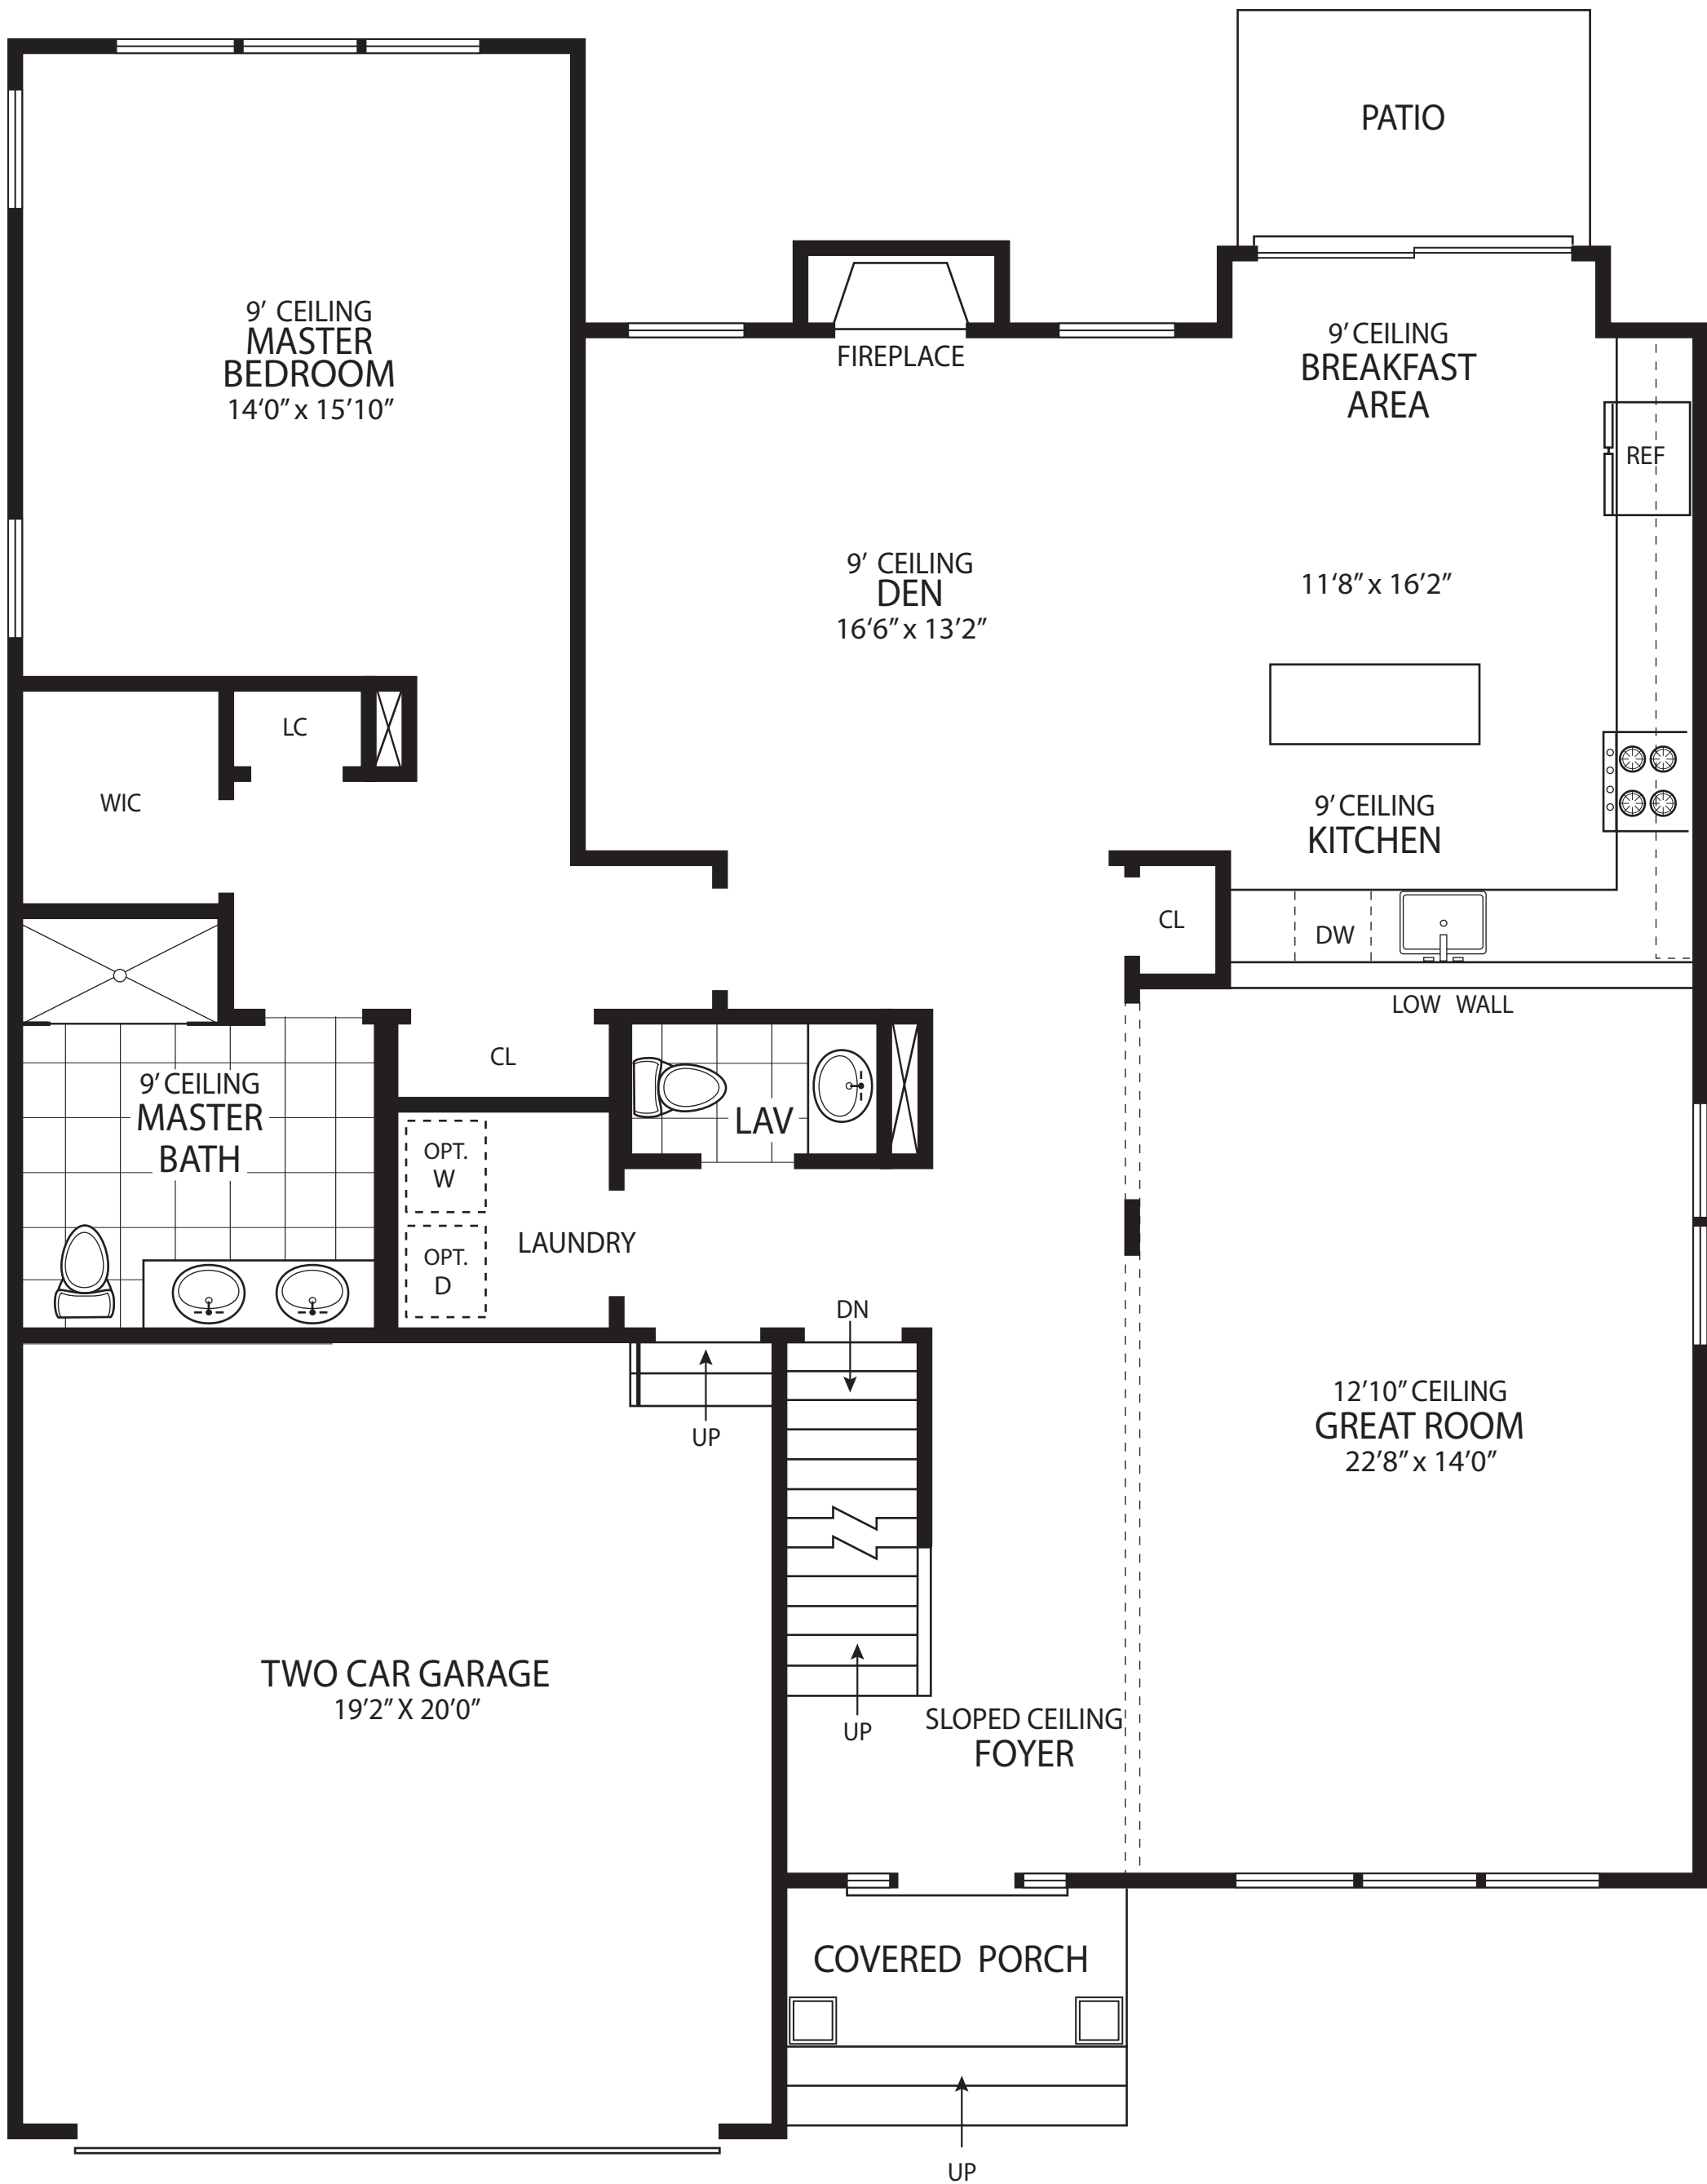 PATIO
9' CEILING
MASTER
BEDROOM
14'0" x 15'10"
FIREPLACE
9' CEILING
BREAKFAST
AREA
REF
9' CEILING
DEN
16'6" x 13'2"
11'8" x 16'2"
LC
WIC
9' CEILING
KITCHEN
CL
DW
LOW WALL
CL
9' CEILING
MASTER
BATH
LAV
OPT.
W
OPT.
D
LAUNDRY
DN
UP
12'10" CEILING
GREAT ROOM
22'8" x 14'0"
TWO CAR GARAGE
19'2" X 20'0"
UP
SLOPED CEILING
FOYER
COVERED PORCH
UP